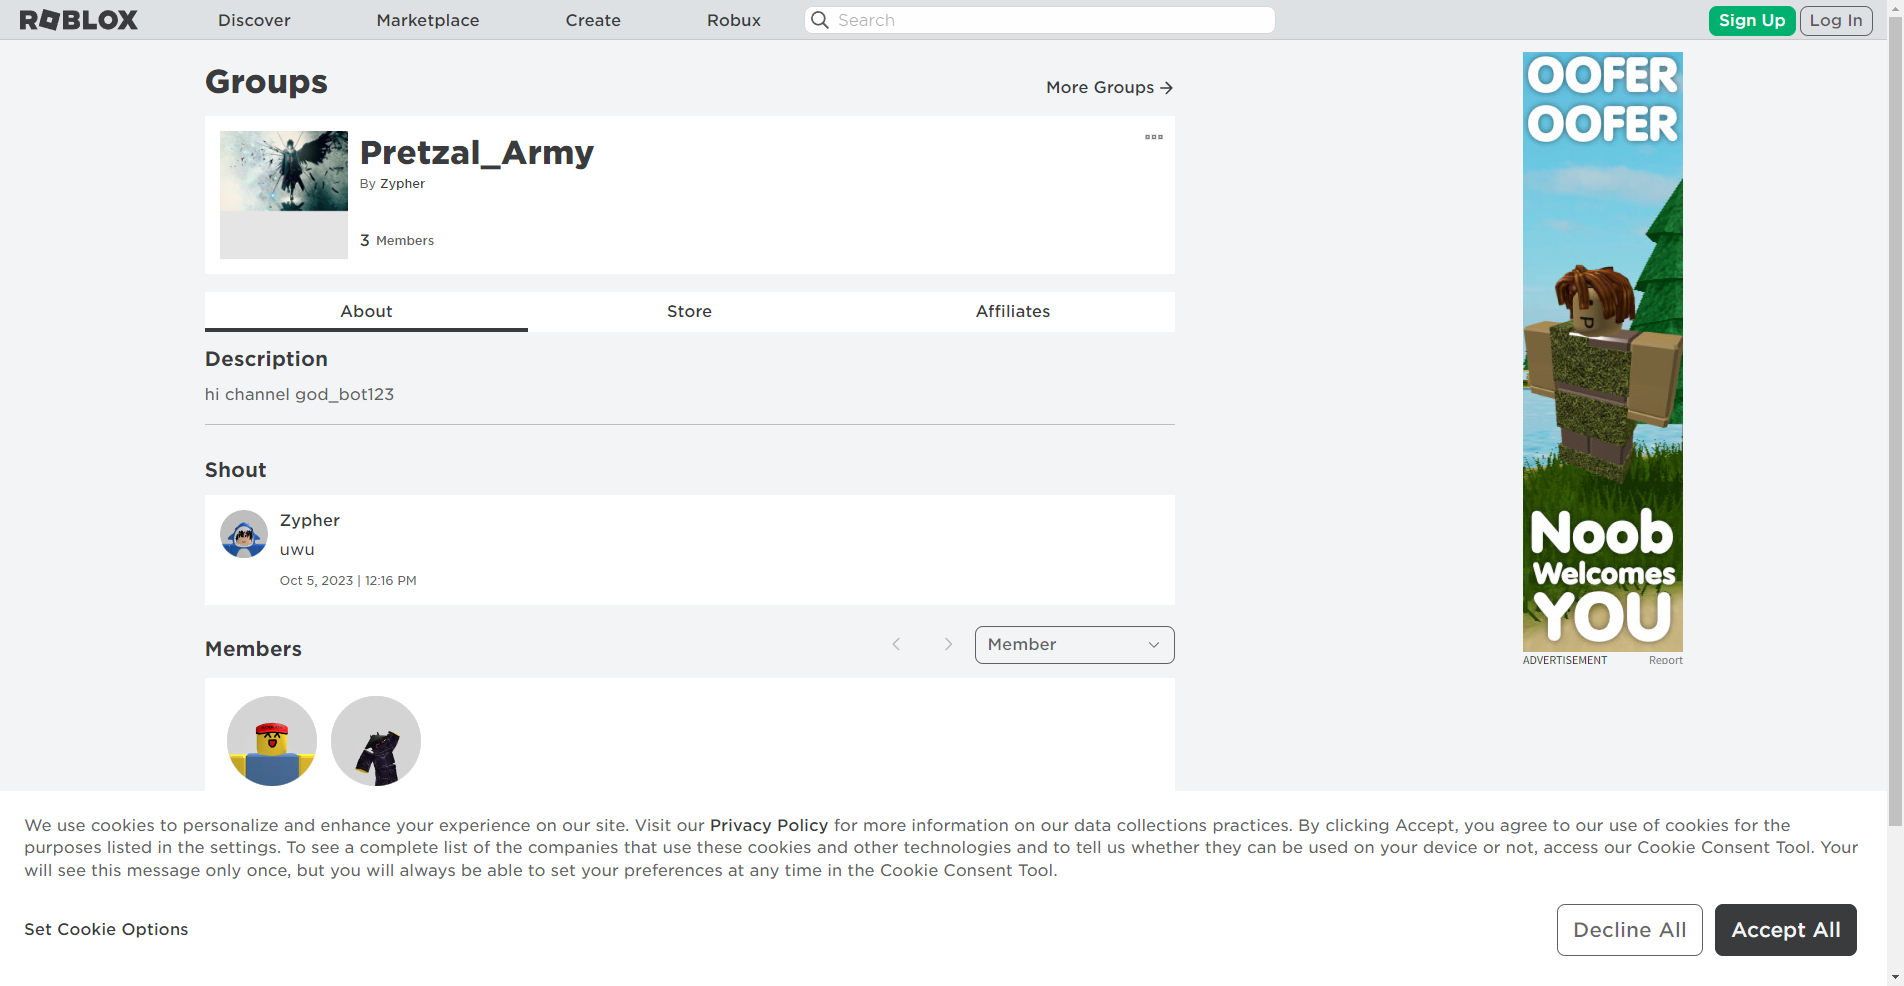 ROBLOX
Discover
Marketplace
Create
Robux
Search
Sign Up
Log In
Groups
More Groups
Pretzal_Army
By Zypher
3 Members
About
Store
Affiliates
Description
hi channel god_bot123
Shout
Zypher
uwu
Oct 5, 2023 | 12:16 PM
Members
Member
OOFER
OOFER
Noob
Welcomes
YOU
ADVERTISEMENT
Report
We use cookies to personalize and enhance your experience on our site. Visit our Privacy Policy for more information on our data collections practices. By clicking Accept, you agree to our use of cookies for the
purposes listed in the settings. To see a complete list of the companies that use these cookies and other technologies and to tell us whether they can be used on your device or not, access our Cookie Consent Tool. Your
will see this message only once, but you will always be able to set your preferences at any time in the Cookie Consent Tool.
Set Cookie Options
Decline All
Accept All